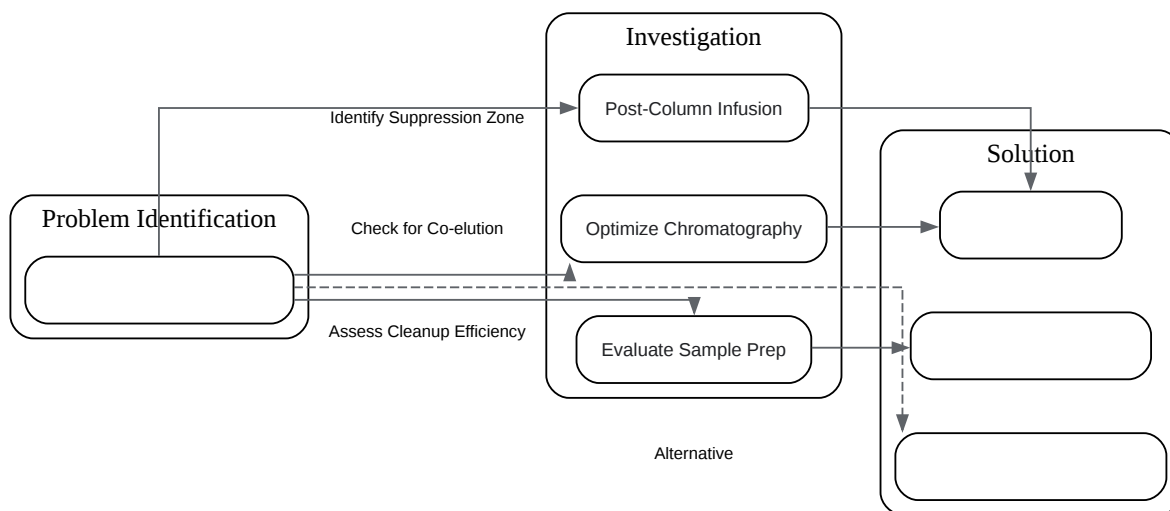 Investigation
Post-Column Infusion
Identify Suppression Zone
Solution
Problem Identification
Check for Co-elution
Optimize Chromatography
Assess Cleanup Efficiency
Evaluate Sample Prep
Alternative